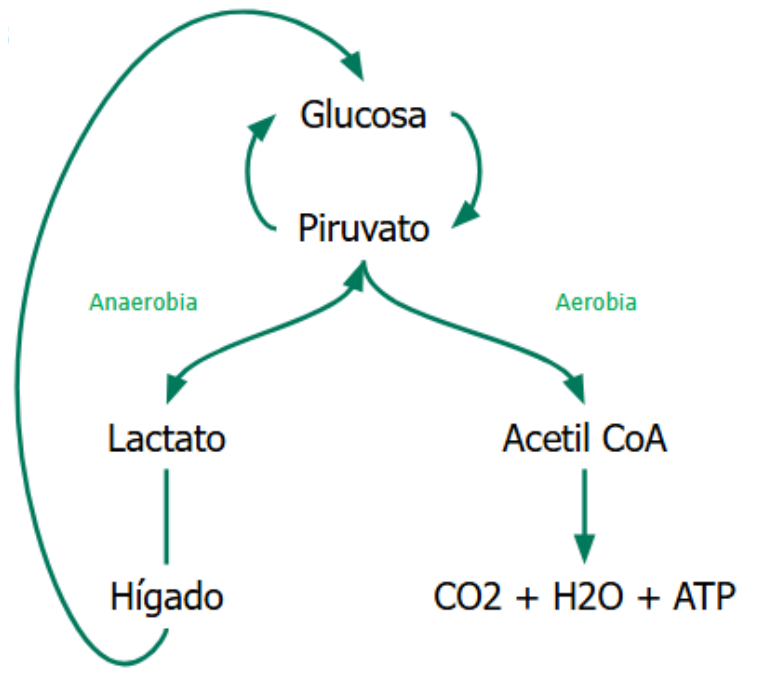 Glucosa
Piruvato
Anaerobia
Aerobia
Lactato
Acetil CoA
Hígado
CO2 + H2O + ATP